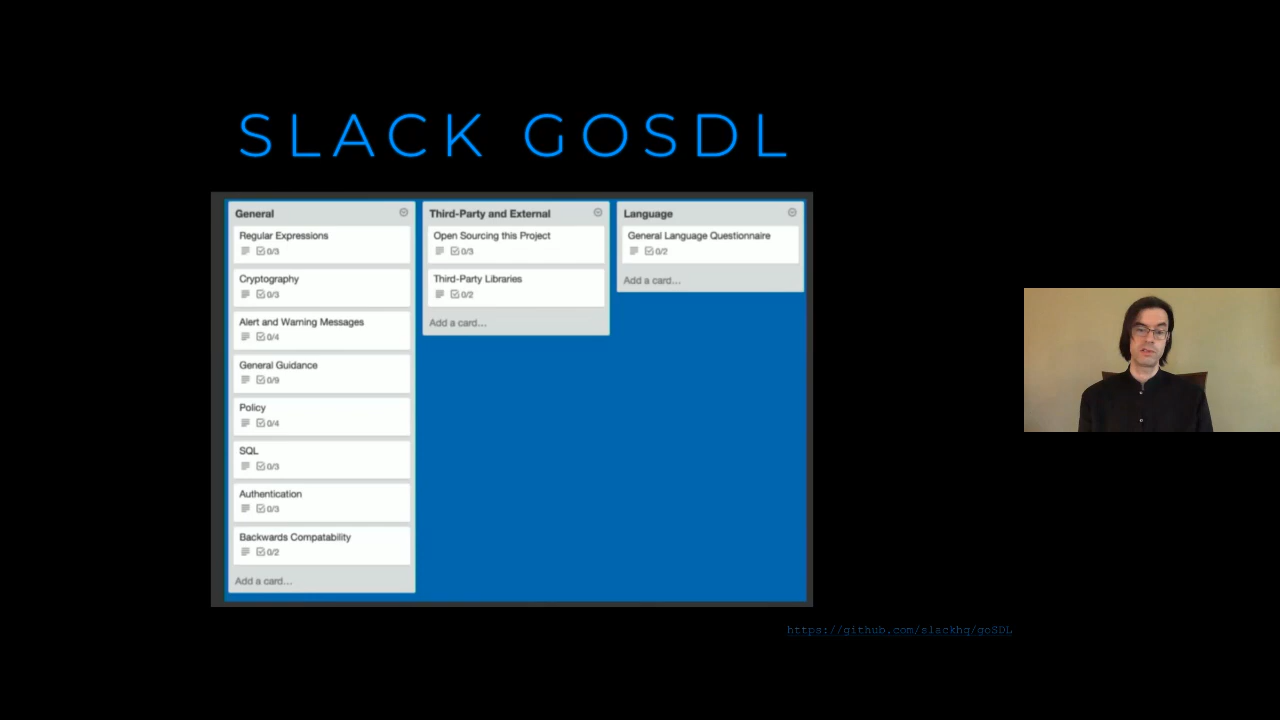 SLACK GOSDL
General
Regular Expressions
0/3
Cryptography
0/3
Alert and Warning Messages
0/4
General Guidance
0/9
Policy
0/4
SQL
0/3
Authentication
0/3
Backwards Compatability
0/2
Add a card...
Third-Party and External
Open Sourcing this Project
0/3
Third-Party Libraries
0/2
Add a card...
Language
General Language Questionnaire
0/2
Add a card...
https://github.com/slackhq/goSDL